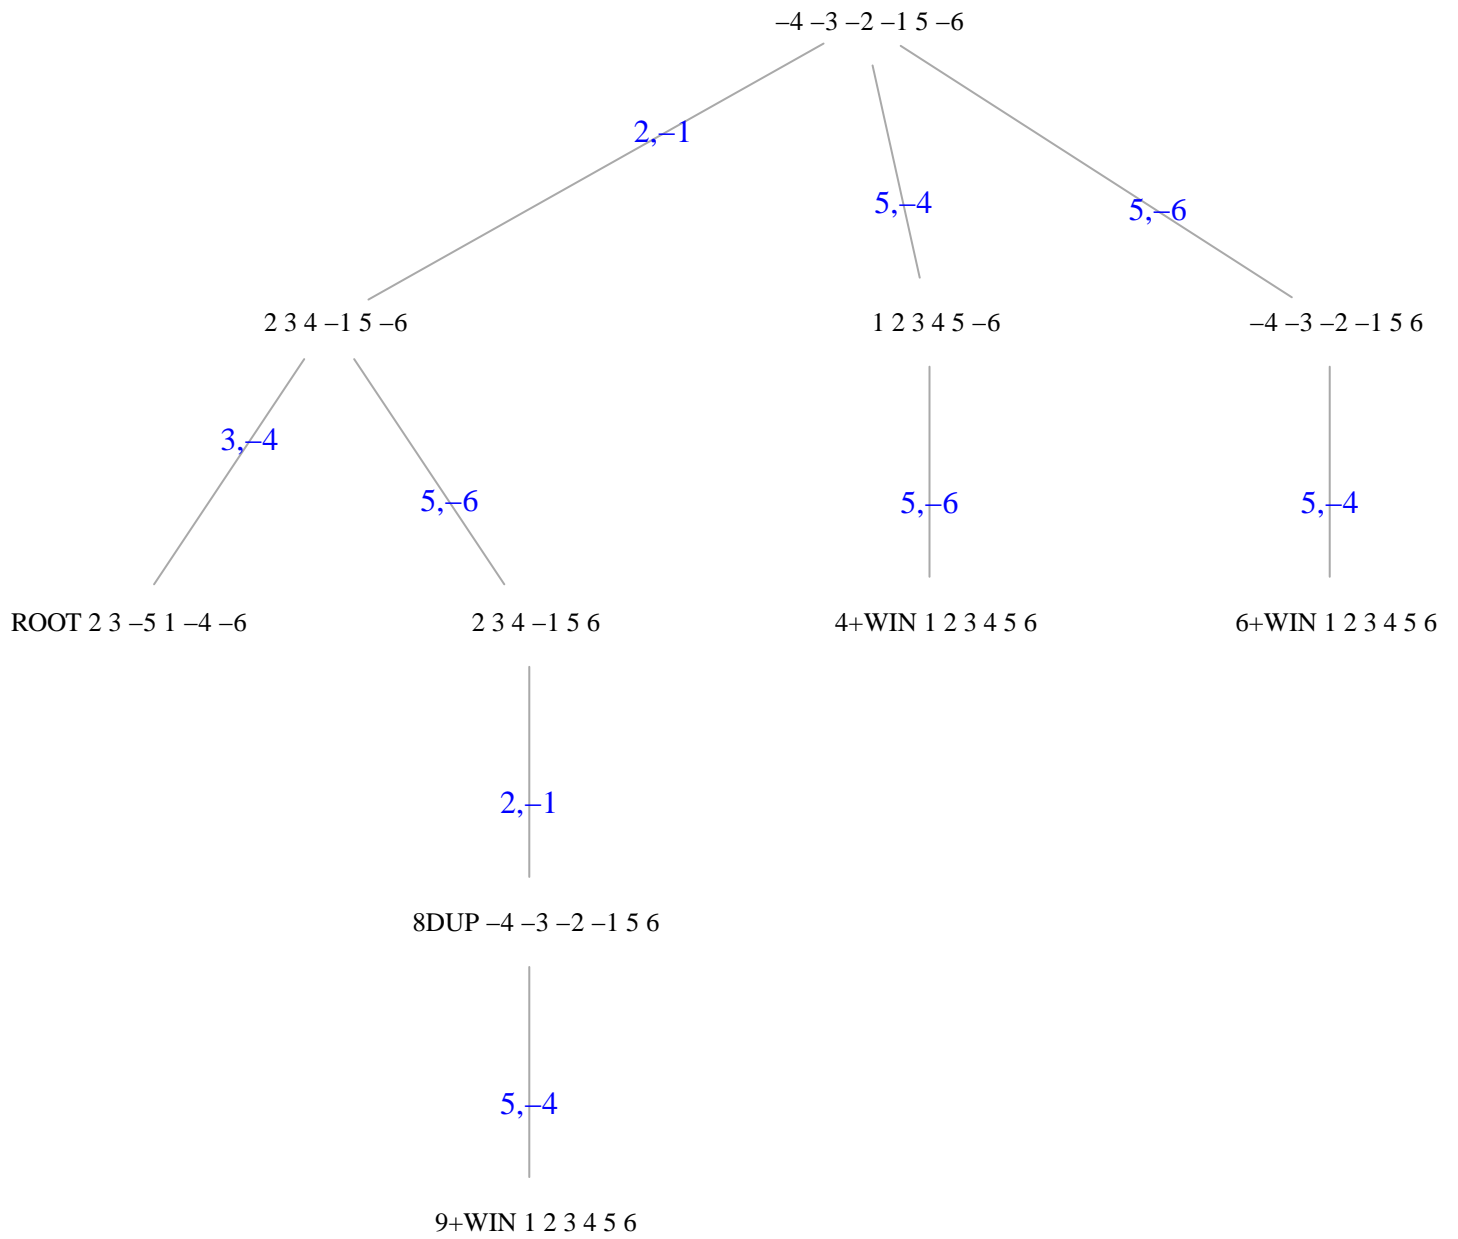 –4 –3 –2 –1 5 –6
2,–1
5,–4
5,–6
2 3 4 –1 5 –6
1 2 3 4 5 –6
–4 –3 –2 –1 5 6
3,–4
5,–6
5,–6
5,–4
ROOT 2 3 –5 1 –4 –6
2 3 4 –1 5 6
4+WIN 1 2 3 4 5 6
6+WIN 1 2 3 4 5 6
2,–1
8DUP –4 –3 –2 –1 5 6
5,–4
9+WIN 1 2 3 4 5 6